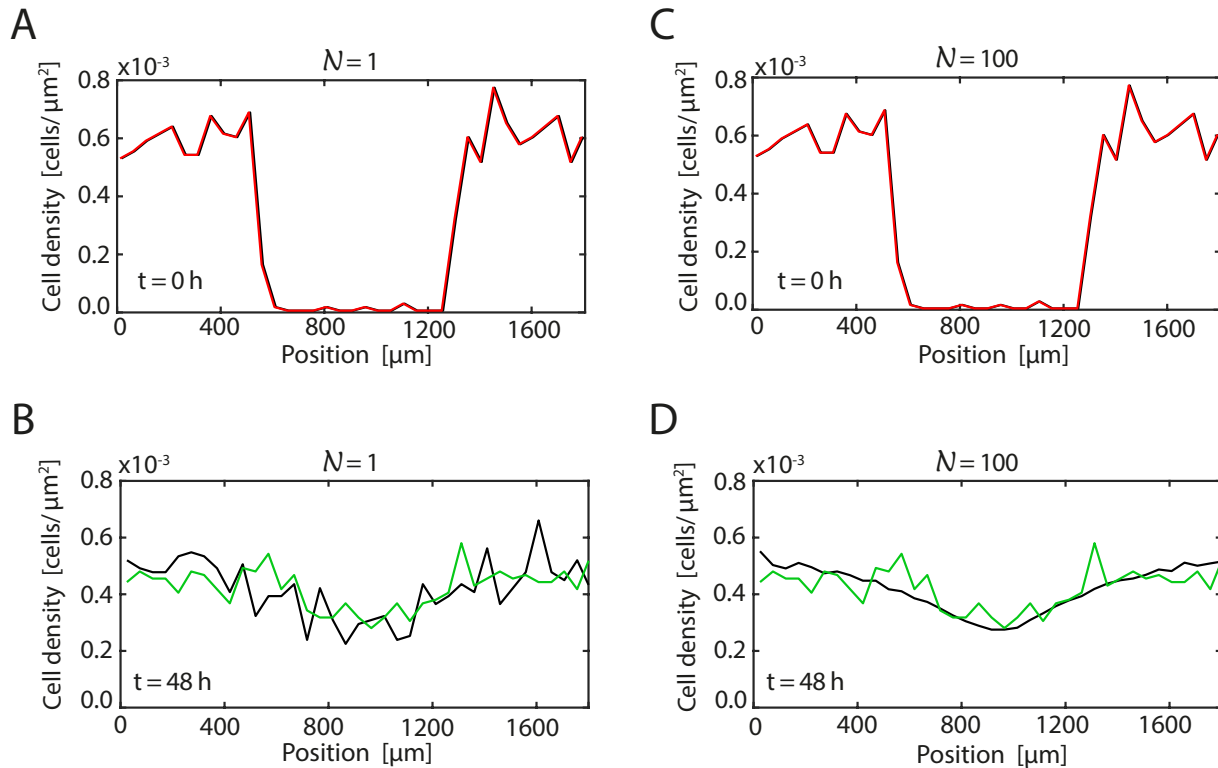 A
x10⁻³
𝒩 = 1
0.8
0.6
0.4
0.2
0.0
Cell density [cells/μm²]
t = 0 h
0 400 800 1200 1600
Position [μm]
B
x10⁻³
𝒩 = 1
0.8
0.6
0.4
0.2
0.0
Cell density [cells/μm²]
t = 48 h
0 400 800 1200 1600
Position [μm]
C
x10⁻³
𝒩 = 100
0.8
0.6
0.4
0.2
0.0
Cell density [cells/μm²]
t = 0 h
0 400 800 1200 1600
Position [μm]
D
x10⁻³
𝒩 = 100
0.8
0.6
0.4
0.2
0.0
Cell density [cells/μm²]
t = 48 h
0 400 800 1200 1600
Position [μm]